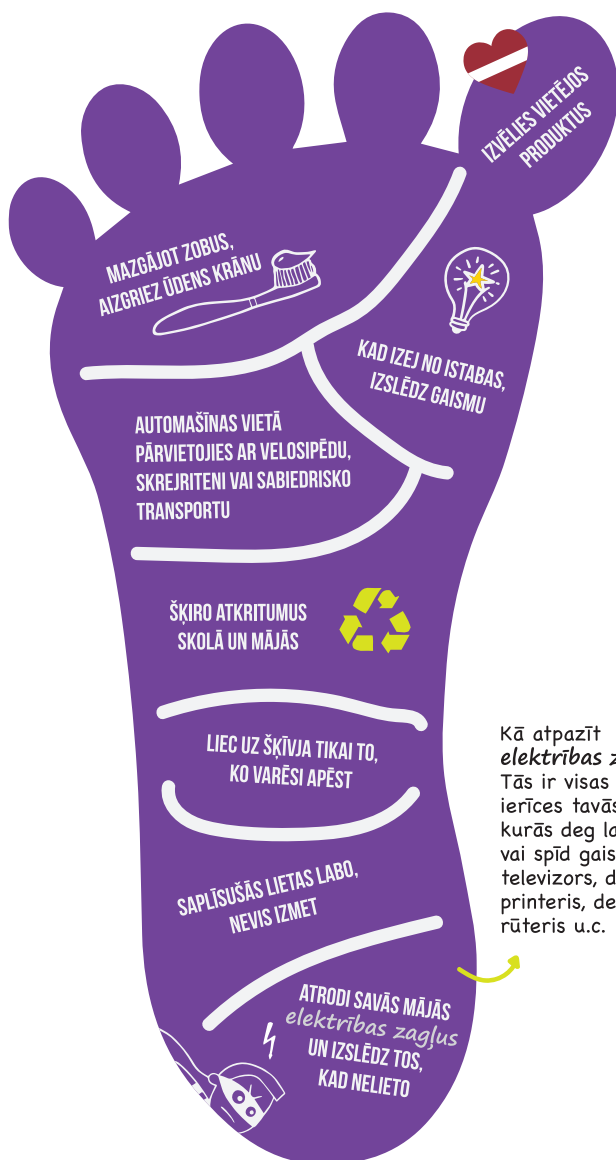 IZVĒLIES VIETĒJOS
PRODUKTUS
MAZGĀJOT ZOBUS,
AIZGRIEZ ŪDENS KRĀNU
KAD IZEJ NO ISTABAS,
IZSLĒDZ GAISMU
AUTOMAŠĪNAS VIETĀ
PĀRVIETOJIES AR VELOSIPĒDU,
SKREJRITENI VAI SABIEDRISKO
TRANSPORTU
ŠĶIRO ATKRITUMUS
SKOLĀ UN MĀJĀS
LIEC UZ ŠĶĪVJA TIKAI TO,
KO VARĒSI APĒST
SAPLĪSUŠĀS LIETAS LABO,
NEVIS IZMET
ATRODI SAVĀS MĀJĀS
elektrības zagļus
UN IZSLĒDZ TOS,
KAD NELIETO
Kā atpazīt
elektrības
Tās ir visas
ierīces tavās
kurās deg
vai spīd
televizors,
printeris,
rūteris u.c.